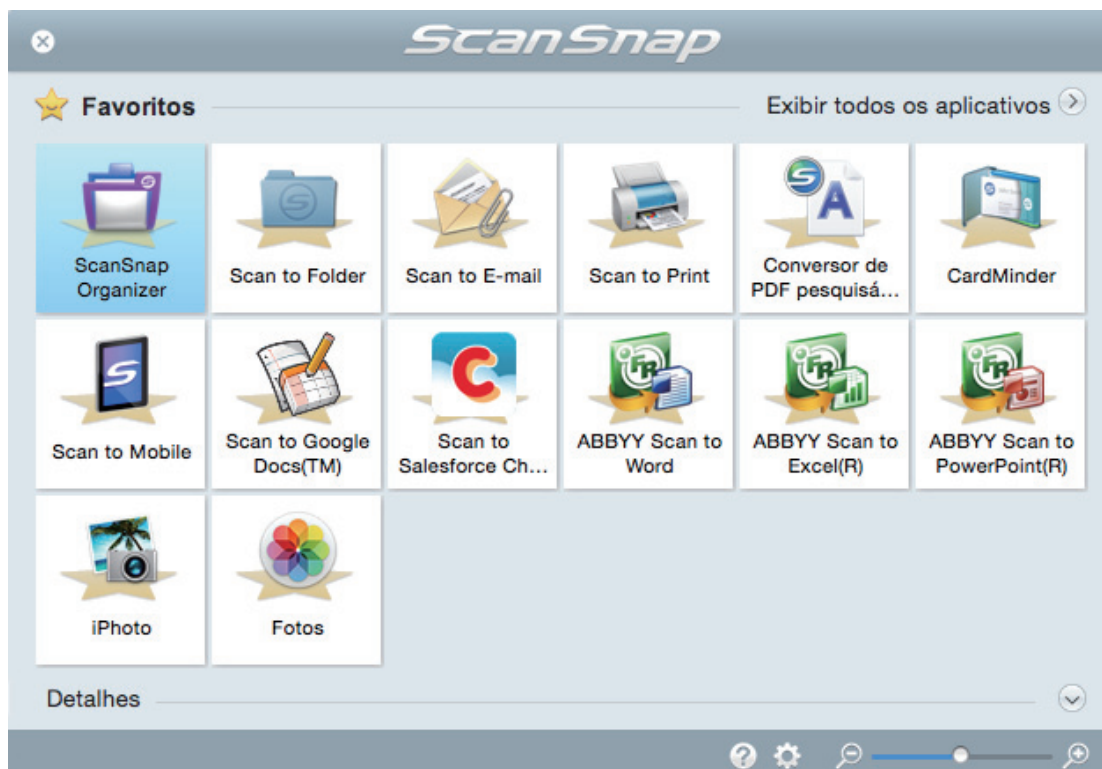 ScanSnap
Favoritos
Exibir todos os aplicativos
ScanSnap
Organizer
Scan to Folder
Scan to E-mail
Scan to Print
Conversor de
PDF pesquisá...
CardMinder
Scan to Mobile
Scan to Google
Docs(TM)
Scan to
Salesforce Ch...
ABBYY Scan to
Word
ABBYY Scan to
Excel(R)
ABBYY Scan to
PowerPoint(R)
iPhoto
Fotos
Detalhes